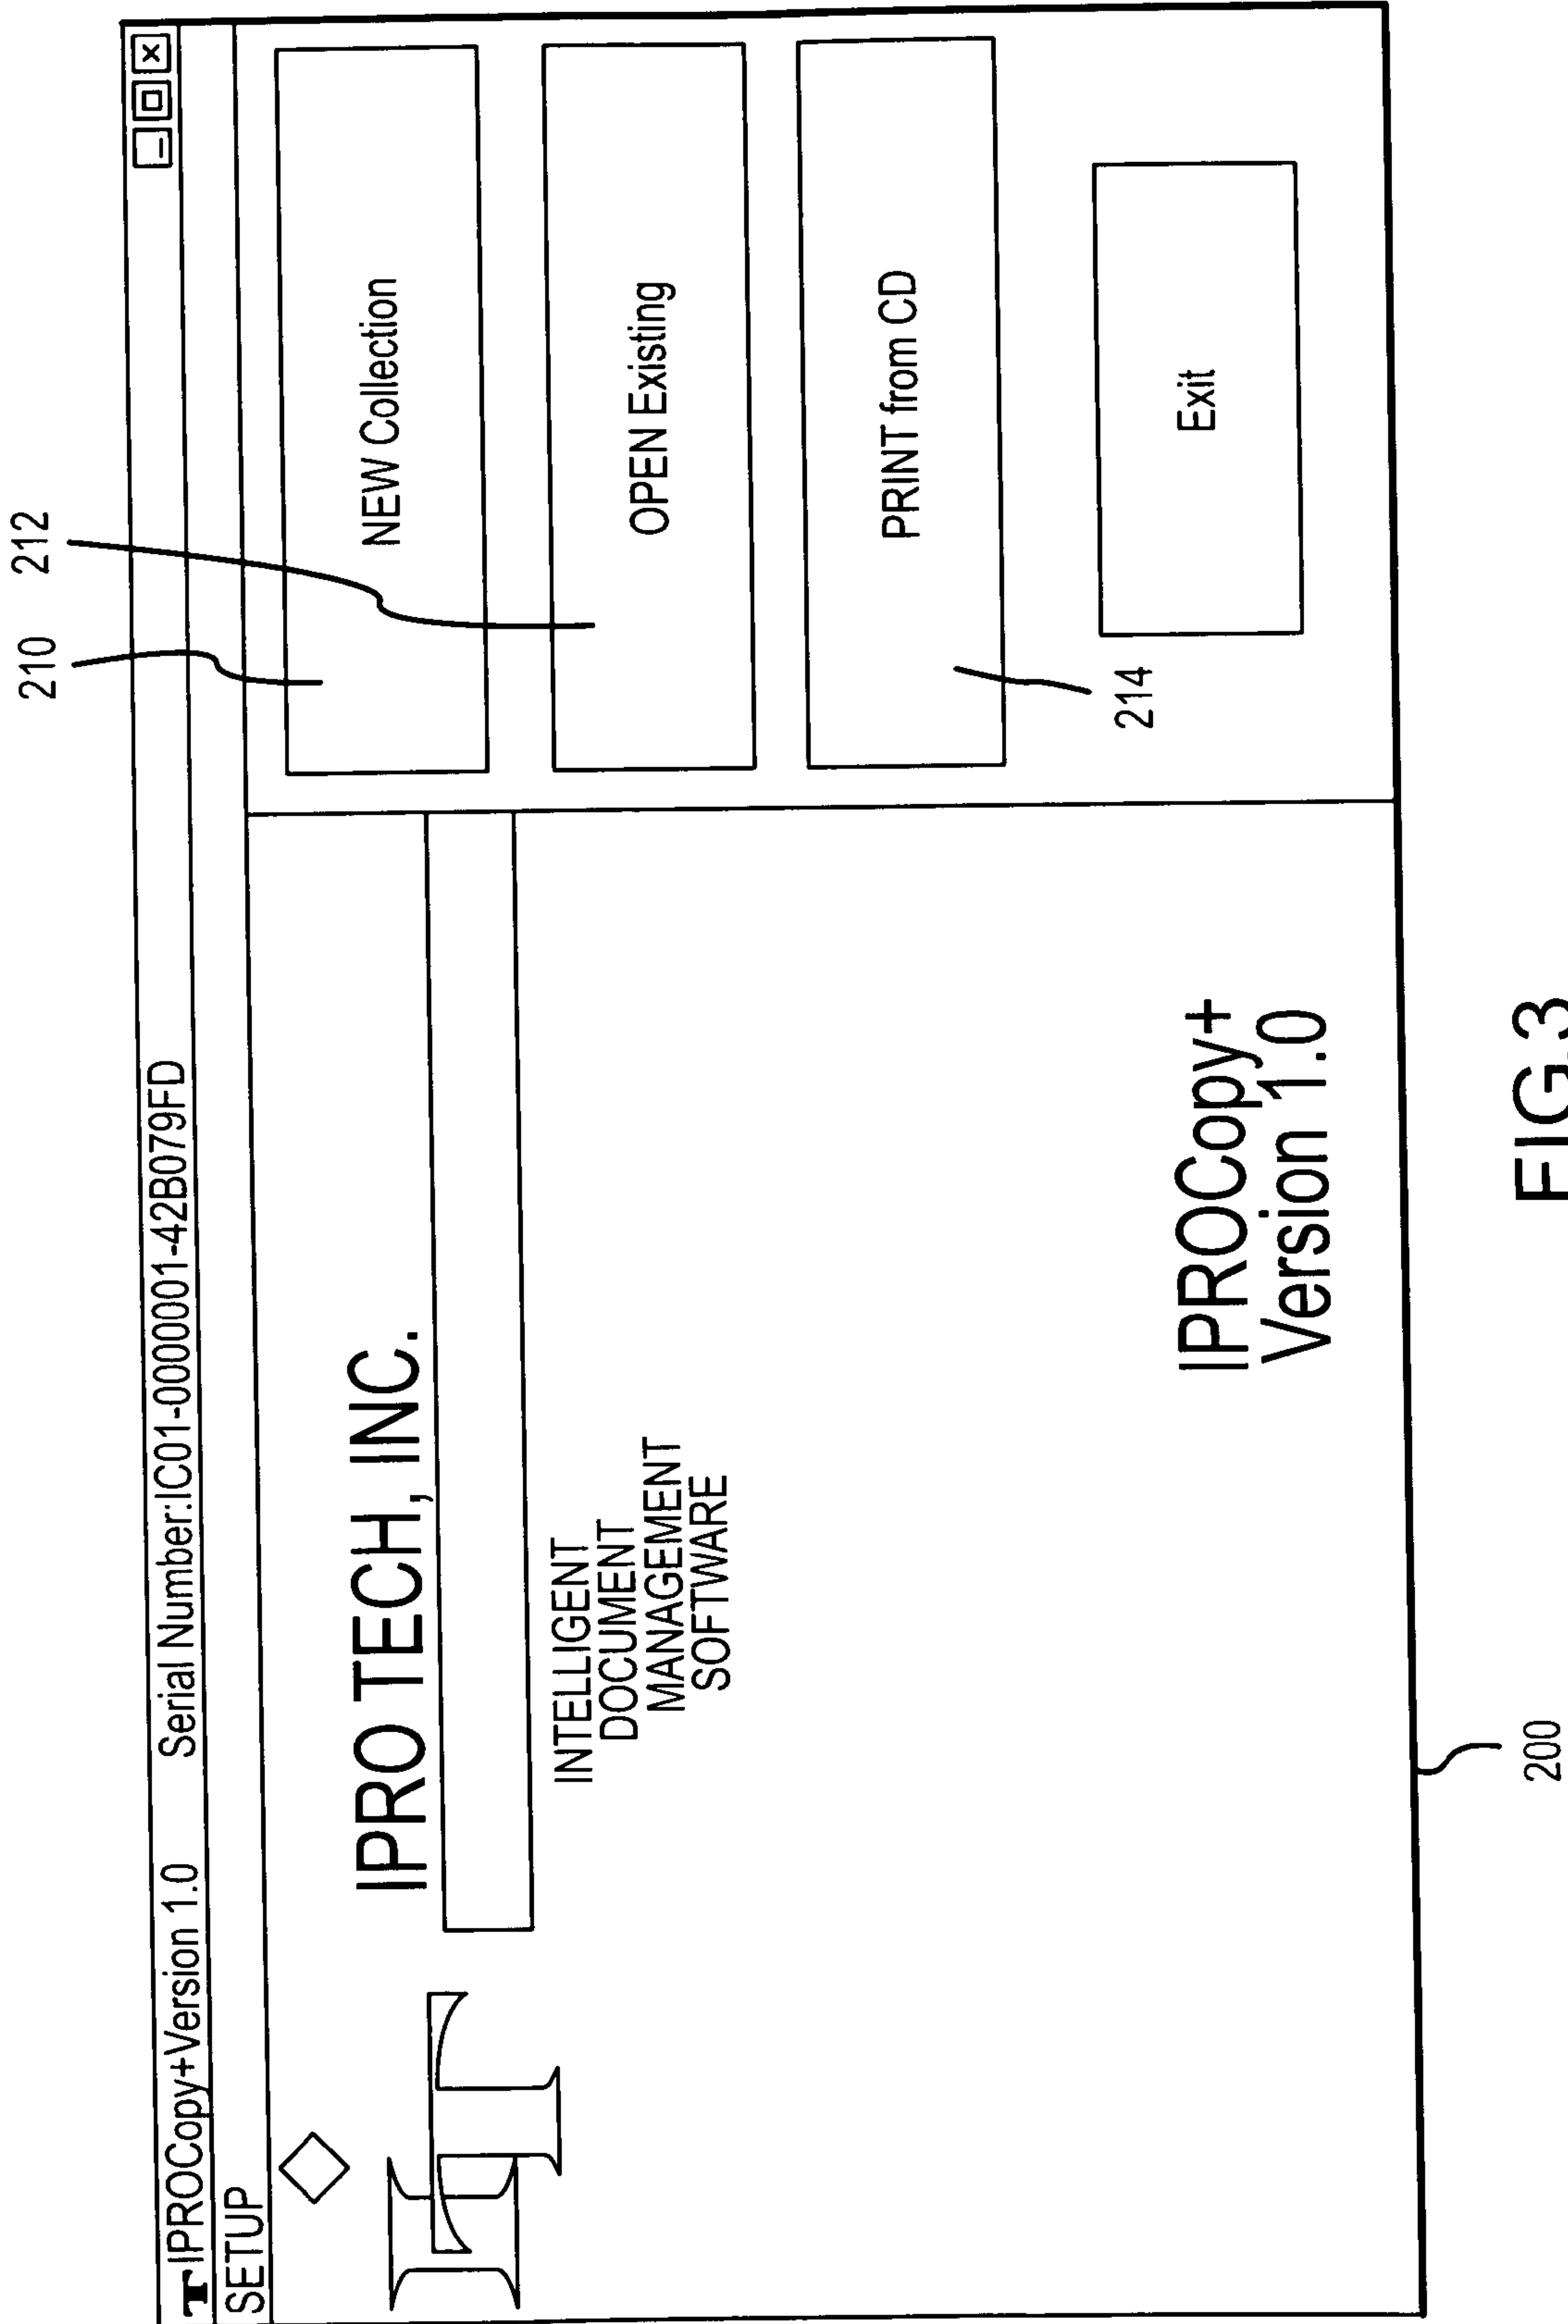 IPROCopy+Version 1.0 Serial Number:IC01-0000001-42B079FD
SETUP
IPRO TECH, INC.
INTELLIGENT
DOCUMENT
MANAGEMENT
SOFTWARE
IPROCopy+
Version 1.0
210
212
NEW Collection
OPEN Existing
PRINT from CD
214
Exit
200
FIG.3